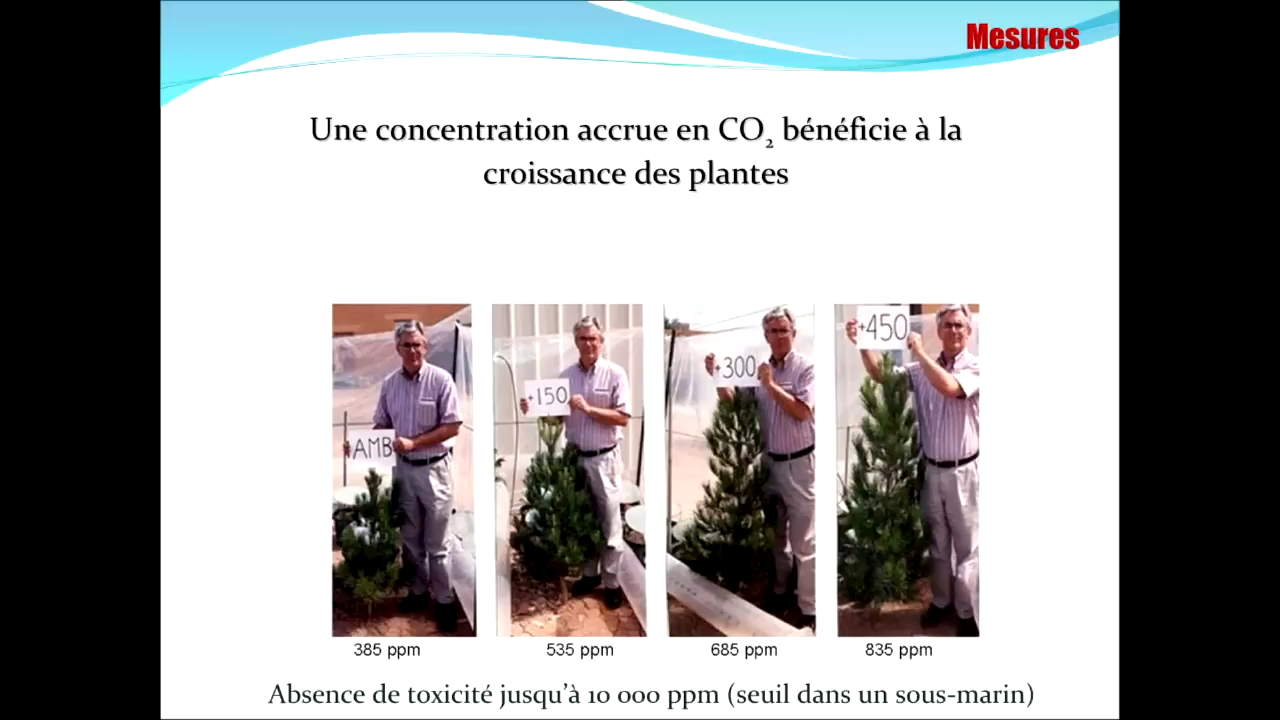 Mesures
Une concentration accrue en CO₂ bénéficie à la
croissance des plantes
AMB
+150
+300
+450
385 ppm
535 ppm
685 ppm
835 ppm
Absence de toxicité jusqu'à 10 000 ppm (seuil dans un sous-marin)